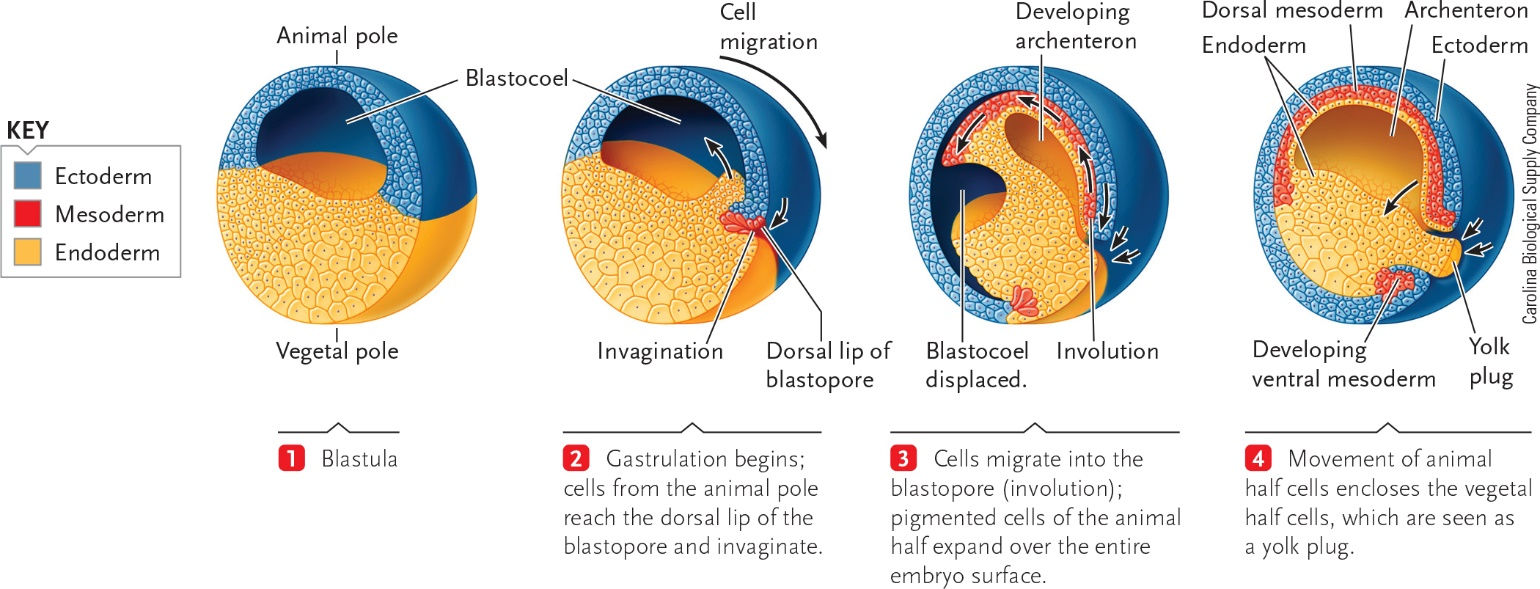 KEY
Ectoderm
Mesoderm
Endoderm
Animal pole
Blastocoel
Vegetal pole
1 Blastula
Cell
migration
Invagination
Dorsal lip of
blastopore
2 Gastrulation begins;
cells from the animal pole
reach the dorsal lip of the
blastopore and invaginate.
Developing
archenteron
Blastocoel
displaced.
Involution
3 Cells migrate into the
blastopore (involution);
pigmented cells of the animal
half expand over the entire
embryo surface.
Dorsal mesoderm
Archenteron
Endoderm
Ectoderm
Developing
ventral mesoderm
Yolk
plug
4 Movement of animal
half cells encloses the vegetal
half cells, which are seen as
a yolk plug.
Carolina Biological Supply Company